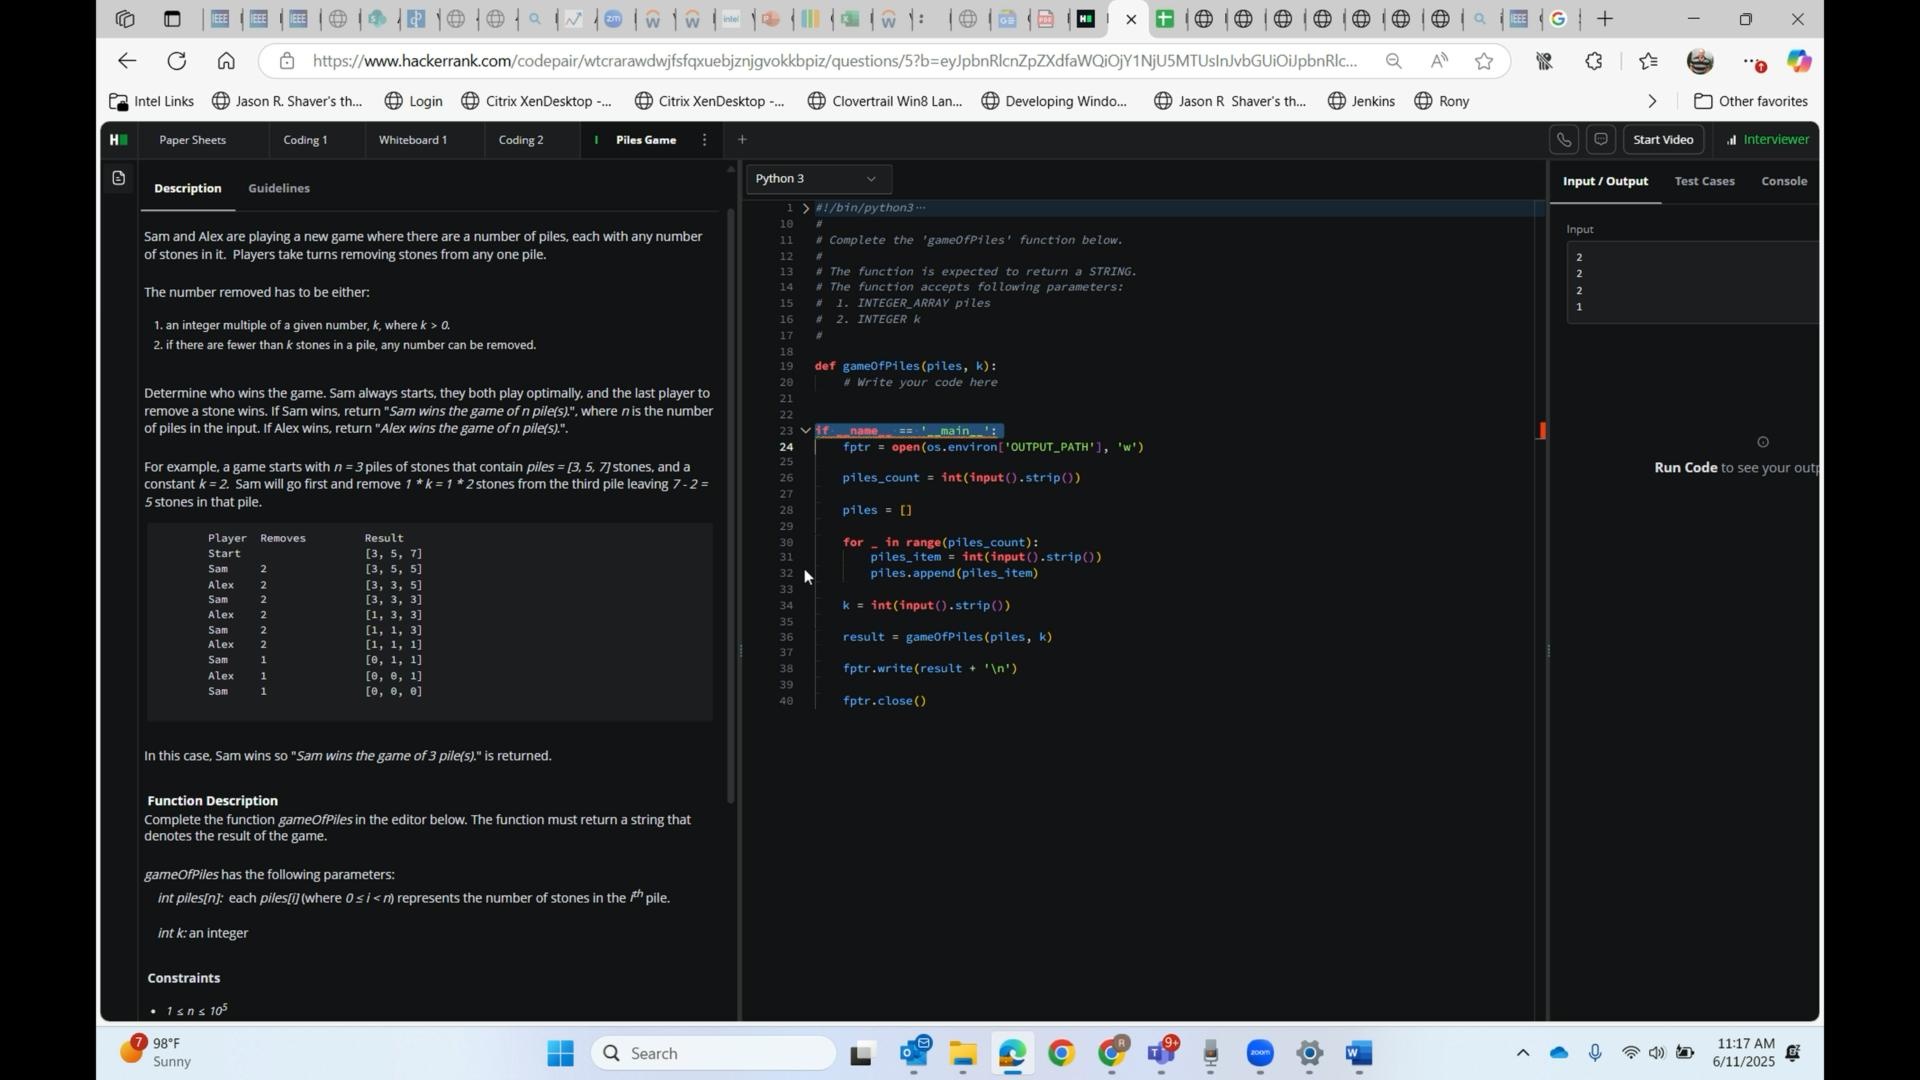 https://www.hackerrank.com/codepair/wtcrarawdwjfsfqxuebjznjgvokkbpiz/questions/5?b=eyJpbnRlcnZpZXdfaWQiOjY1NjU5MTUsInJvbGUiOiJpbnRlc...
Intel Links
Jason R. Shaver's th...
Login
Citrix XenDesktop -...
Citrix XenDesktop -...
Clovertrail Win8 Lan...
Developing Windo...
Jason R Shaver's th...
Jenkins
Rony
Other favorites
Paper Sheets
Coding 1
Whiteboard 1
Coding 2
Piles Game
Start Video
Interviewer
Description
Guidelines
Sam and Alex are playing a new game where there are a number of piles, each with any number
of stones in it. Players take turns removing stones from any one pile.
The number removed has to be either:
1. an integer multiple of a given number, k, where k > 0.
2. if there are fewer than k stones in a pile, any number can be removed.
Determine who wins the game. Sam always starts, they both play optimally, and the last player to
remove a stone wins. If Sam wins, return "Sam wins the game of n pile(s).", where n is the number
of piles in the input. If Alex wins, return "Alex wins the game of n pile(s).".
For example, a game starts with n = 3 piles of stones that contain piles = [3, 5, 7] stones, and a
constant k = 2. Sam will go first and remove 1 * k = 1 * 2 stones from the third pile leaving 7 - 2 =
5 stones in that pile.
Player Removes Result
Start [3, 5, 7]
Sam 2 [3, 5, 5]
Alex 2 [3, 3, 5]
Sam 2 [3, 3, 3]
Alex 2 [1, 3, 3]
Sam 2 [1, 1, 3]
Alex 2 [1, 1, 1]
Sam 1 [0, 1, 1]
Alex 1 [0, 0, 1]
Sam 1 [0, 0, 0]
In this case, Sam wins so "Sam wins the game of 3 pile(s)." is returned.
Function Description
Complete the function gameOfPiles in the editor below. The function must return a string that
denotes the result of the game.
gameOfPiles has the following parameters:
int piles[n]: each piles[i] (where 0 ≤ i < n) represents the number of stones in the ith pile.
int k: an integer
Constraints
• 1 ≤ n ≤ 10^5
Python 3
1 #!/bin/python3···
10 #
11 # Complete the 'gameOfPiles' function below.
12 #
13 # The function is expected to return a STRING.
14 # The function accepts following parameters:
15 # 1. INTEGER_ARRAY piles
16 # 2. INTEGER k
17 #
18
19 def gameOfPiles(piles, k):
20 # Write your code here
21
22
23 if __name__ == '__main__':
24 fptr = open(os.environ['OUTPUT_PATH'], 'w')
25
26 piles_count = int(input().strip())
27
28 piles = []
29
30 for _ in range(piles_count):
31 piles_item = int(input().strip())
32 piles.append(piles_item)
33
34 k = int(input().strip())
35
36 result = gameOfPiles(piles, k)
37
38 fptr.write(result + '\n')
39
40 fptr.close()
Input / Output
Test Cases
Console
Input
2
2
2
1
Run Code to see your outp
7
98°F
Sunny
Search
9+
zoom
11:17 AM
6/11/2025